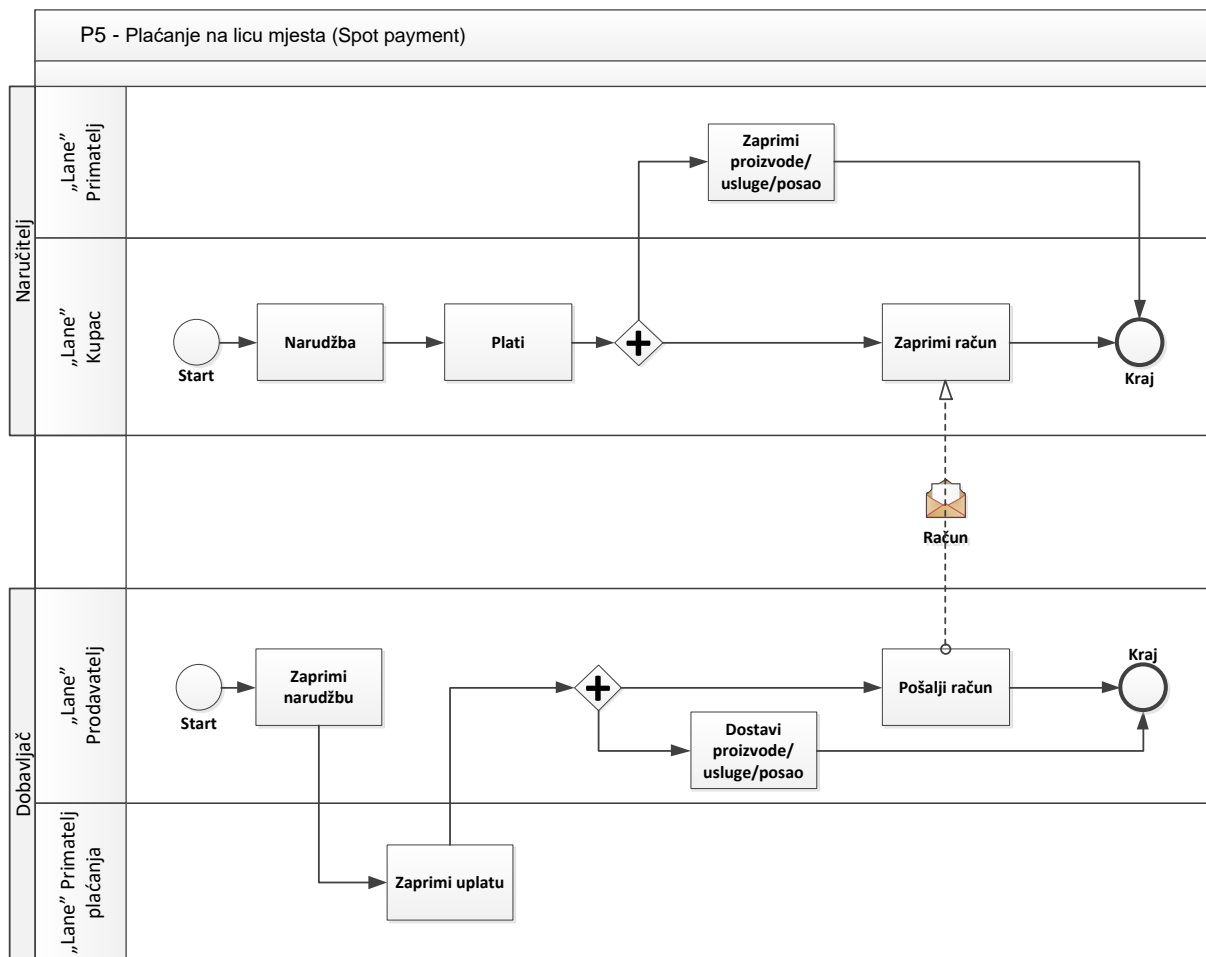 P5 - Plaćanje na licu mjesta (Spot payment)
Naručitelj
„Lane”
Primatelj
Zaprimi
proizvode/
usluge/posao
„Lane”
Kupac
Start
Narudžba
Plati
Zaprimi račun
Kraj
Račun
Dobavljač
„Lane”
Prodavatelj
Start
Zaprimi
narudžbu
Pošalji račun
Kraj
Dostavi
proizvode/
usluge/posao
„Lane” Primatelj
plaćanja
Zaprimi uplatu